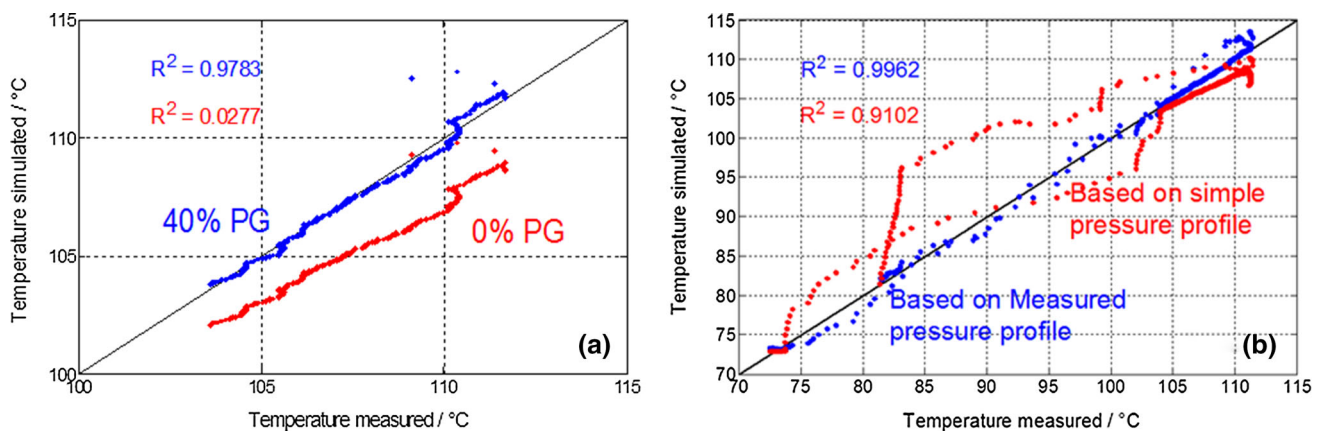 115
110
105
100
100
105
110
115
Temperature simulated / °C
Temperature measured / °C
R² = 0.9783
R² = 0.0277
40% PG
0% PG
(a)
115
110
105
100
95
90
85
80
75
70
70
75
80
85
90
95
100
105
110
115
Temperature simulated / °C
Temperature measured / °C
R² = 0.9962
R² = 0.9102
Based on simple
pressure profile
Based on Measured
pressure profile
(b)